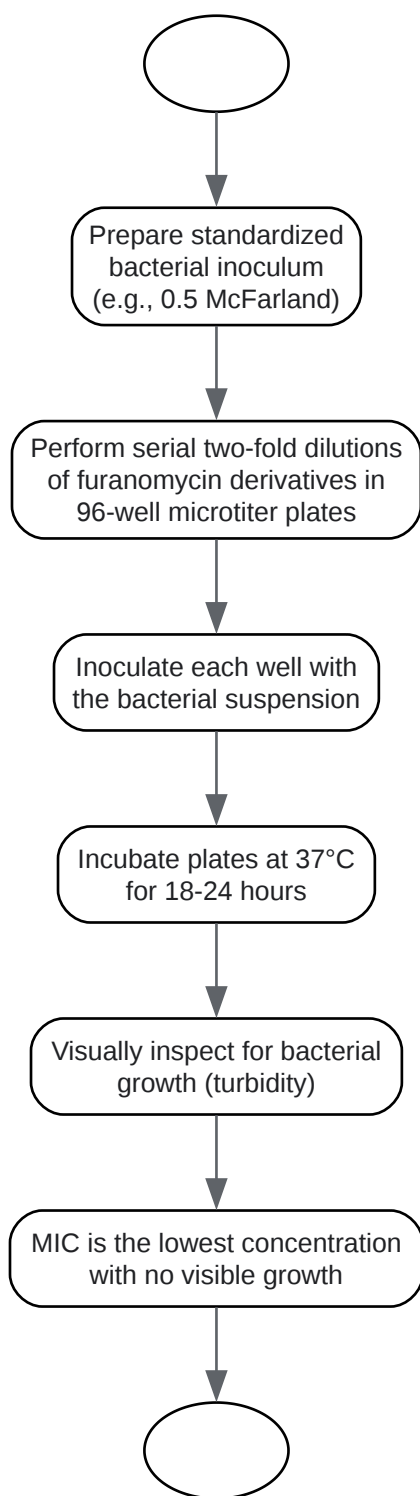 Prepare standardized
bacterial inoculum
(e.g., 0.5 McFarland)
Perform serial two-fold dilutions
of furanomycin derivatives in
96-well microtiter plates
Inoculate each well with
the bacterial suspension
Incubate plates at 37°C
for 18-24 hours
Visually inspect for bacterial
growth (turbidity)
MIC is the lowest concentration
with no visible growth